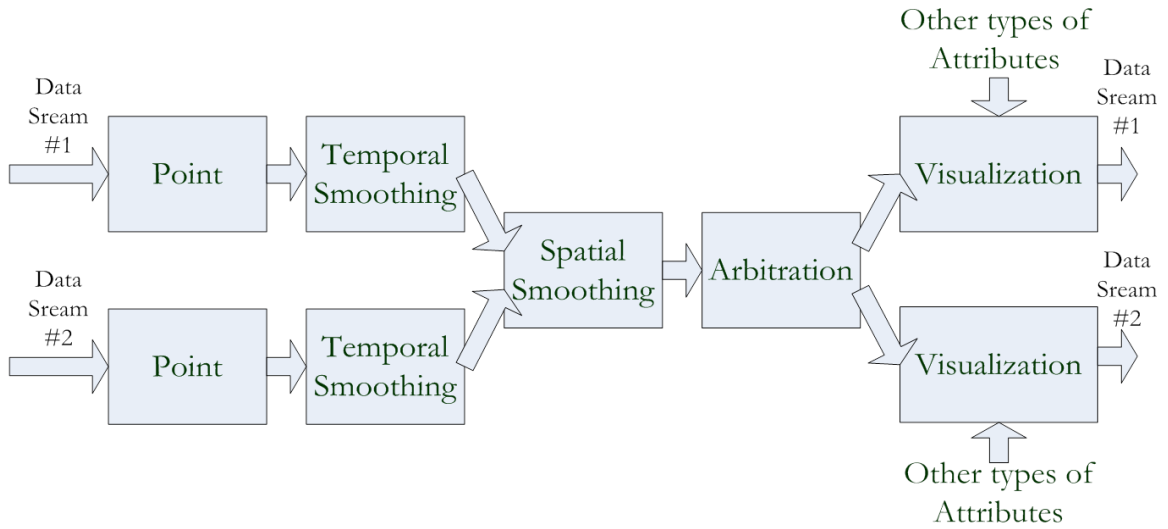 Data
Sream
#1
Point
Temporal
Smoothing
Data
Sream
#2
Point
Temporal
Smoothing
Spatial
Smoothing
Arbitration
Other types of
Attributes
Visualization
Data
Sream
#1
Visualization
Data
Sream
#2
Other types of
Attributes